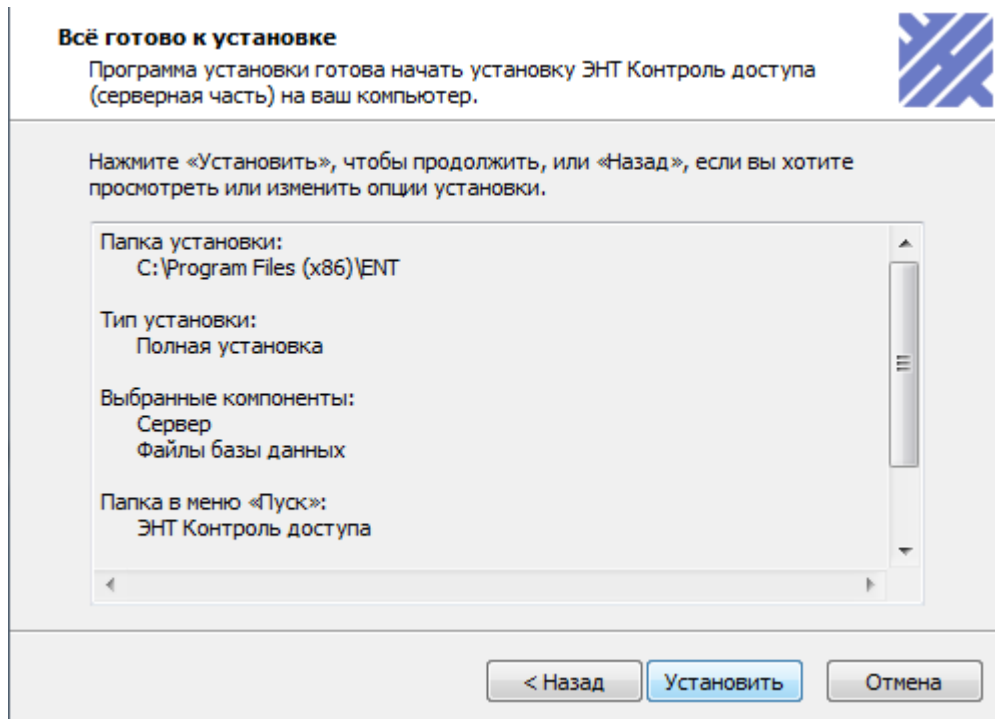 Всё готово к установке
Программа установки готова начать установку ЭНТ Контроль доступа
(серверная часть) на ваш компьютер.
Нажмите «Установить», чтобы продолжить, или «Назад», если вы хотите
просмотреть или изменить опции установки.
Папка установки:
C:\Program Files (x86)\ENT
Тип установки:
Полная установка
Выбранные компоненты:
Сервер
Файлы базы данных
Папка в меню «Пуск»:
ЭНТ Контроль доступа
< Назад
Установить
Отмена